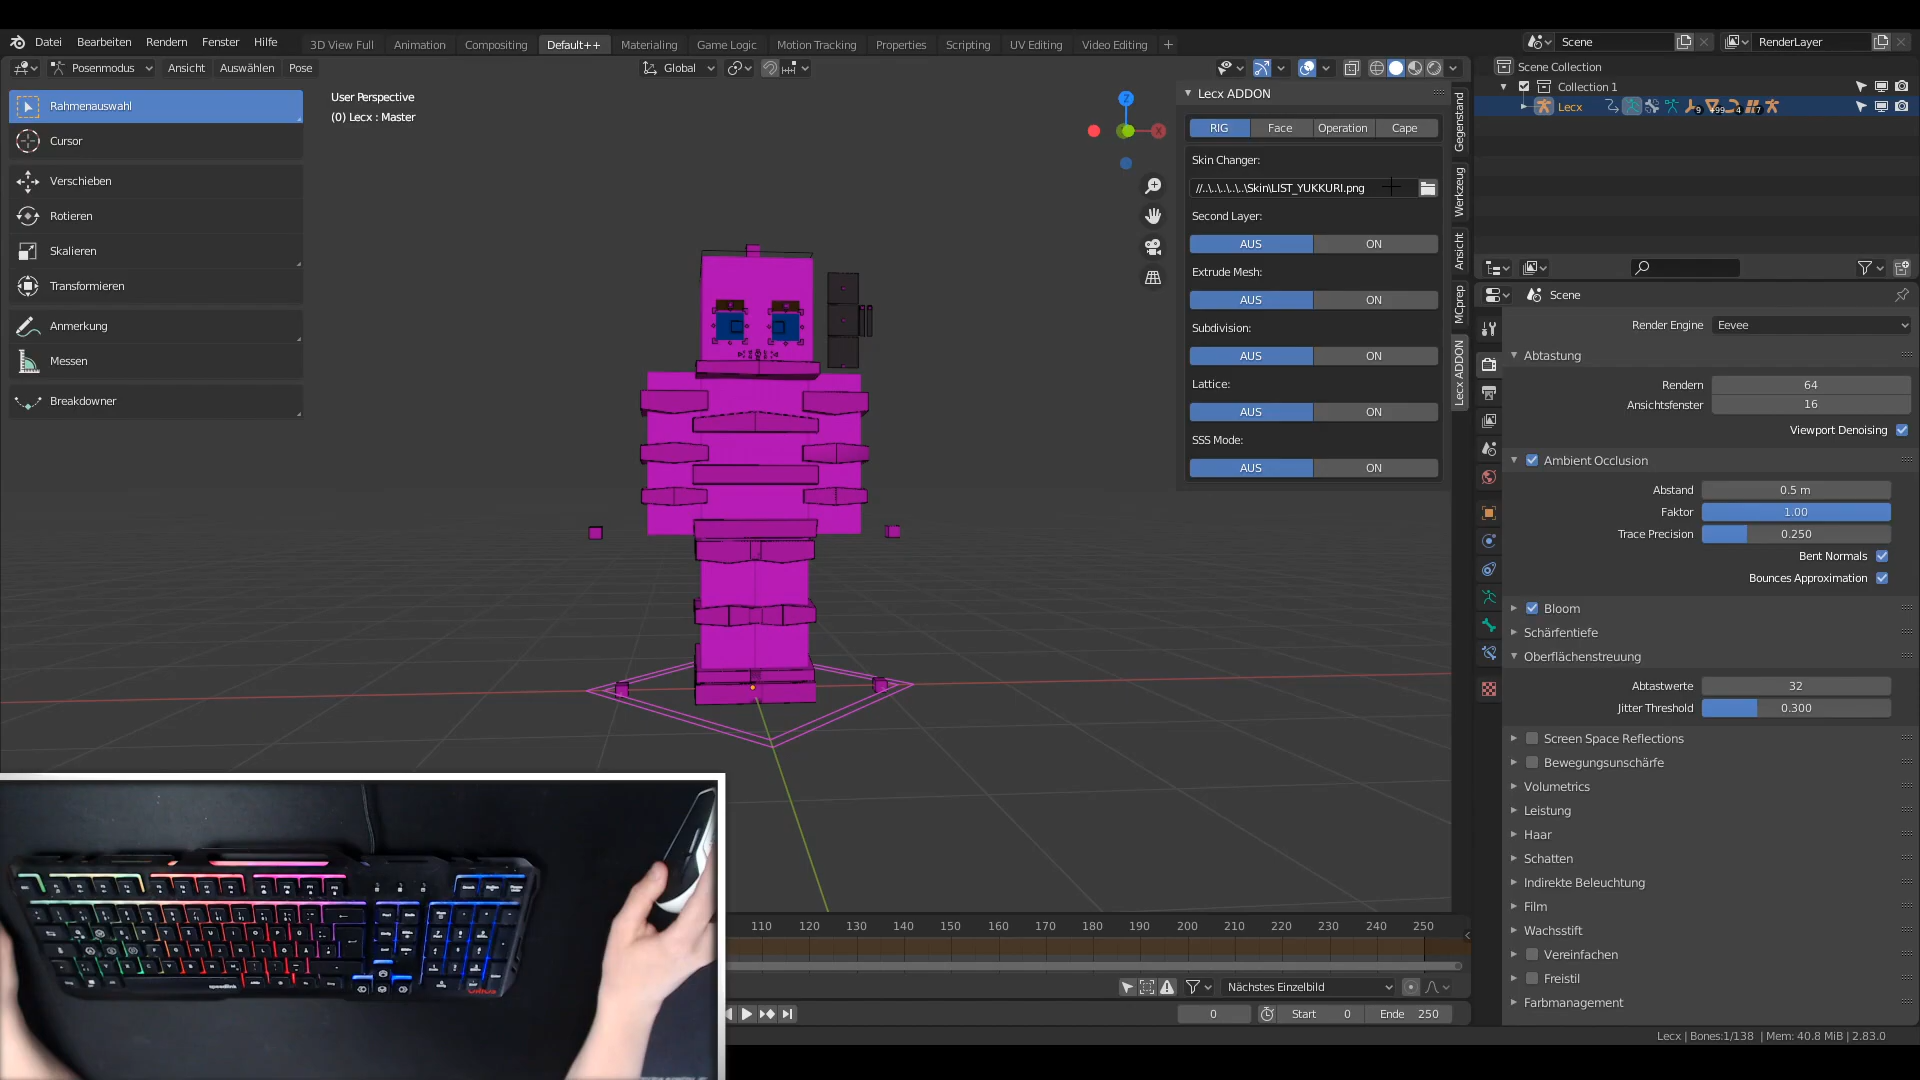 Datei Bearbeiten Rendern Fenster Hilfe 3D View Full Animation Compositing Default++ Materialing Game Logic Motion Tracking Properties Scripting UV Editing Video Editing + Scene RenderLayer
Posenmodus Ansicht Auswählen Pose Global
Rahmenauswahl
Cursor
Verschieben
Rotieren
Skalieren
Transformieren
Anmerkung
Messen
Breakdowner
User Perspective
(0) Lecx : Master
Z
X
Lecx ADDON
RIG Face Operation Cape
Skin Changer:
//..\..\..\..\..\Skin\LIST_YUKKURI.png
Second Layer:
AUS ON
Extrude Mesh:
AUS ON
Subdivision:
AUS ON
Lattice:
AUS ON
SSS Mode:
AUS ON
Gegenstand
Werkzeug
Ansicht
MCprep
Lecx ADDON
Scene Collection
Collection 1
Lecx 9 +99 4 7
Scene
Render Engine Eevee
Abtastung
Rendern 64
Ansichtsfenster 16
Viewport Denoising
Ambient Occlusion
Abstand 0.5 m
Faktor 1.00
Trace Precision 0.250
Bent Normals
Bounces Approximation
Bloom
Schärfentiefe
Oberflächenstreuung
Abtastwerte 32
Jitter Threshold 0.300
Screen Space Reflections
Bewegungsunschärfe
Volumetrics
Leistung
Haar
Schatten
Indirekte Beleuchtung
Film
Wachsstift
Vereinfachen
Freistil
Farbmanagement
110 120 130 140 150 160 170 180 190 200 210 220 230 240 250
Nächstes Einzelbild
0 Start 0 Ende 250
Lecx | Bones:1/138 | Mem: 40.8 MiB | 2.83.0
speedlink